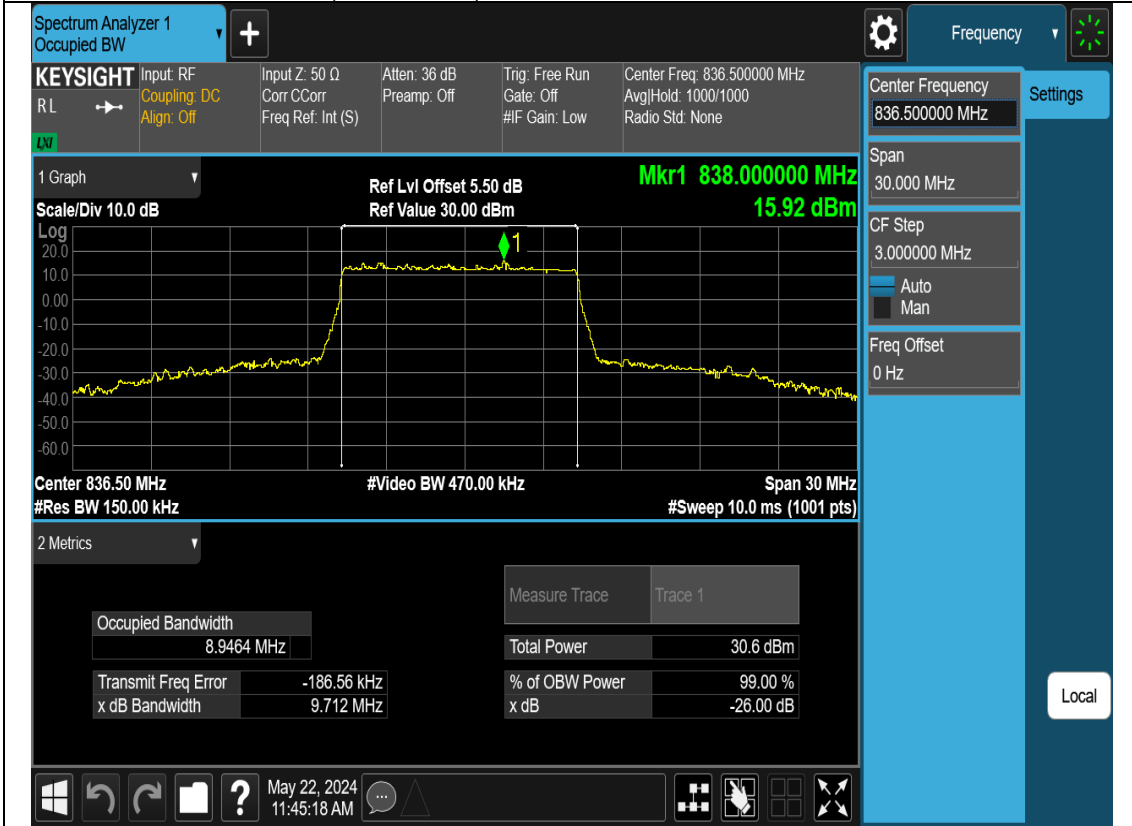 Spectrum Analyzer 1
Occupied BW
+
Frequency
KEYSIGHT
R L
LXI
Input: RF
Coupling: DC
Align: Off
Input Z: 50 Ω
Corr CCorr
Freq Ref: Int (S)
Atten: 36 dB
Preamp: Off
Trig: Free Run
Gate: Off
#IF Gain: Low
Center Freq: 836.500000 MHz
Avg|Hold: 1000/1000
Radio Std: None
Center Frequency
836.500000 MHz
Settings
Span
30.000 MHz
CF Step
3.000000 MHz
Auto
Man
Freq Offset
0 Hz
Local
1 Graph
Ref Lvl Offset 5.50 dB
Mkr1 838.000000 MHz
Scale/Div 10.0 dB
Ref Value 30.00 dBm
15.92 dBm
Log
1
20.0
10.0
0.00
-10.0
-20.0
-30.0
-40.0
-50.0
-60.0
Center 836.50 MHz
#Video BW 470.00 kHz
Span 30 MHz
#Res BW 150.00 kHz
#Sweep 10.0 ms (1001 pts)
2 Metrics
Measure Trace
Trace 1
Occupied Bandwidth
8.9464 MHz
Total Power
30.6 dBm
Transmit Freq Error
-186.56 kHz
% of OBW Power
99.00 %
x dB Bandwidth
9.712 MHz
x dB
-26.00 dB
?
May 22, 2024
11:45:18 AM